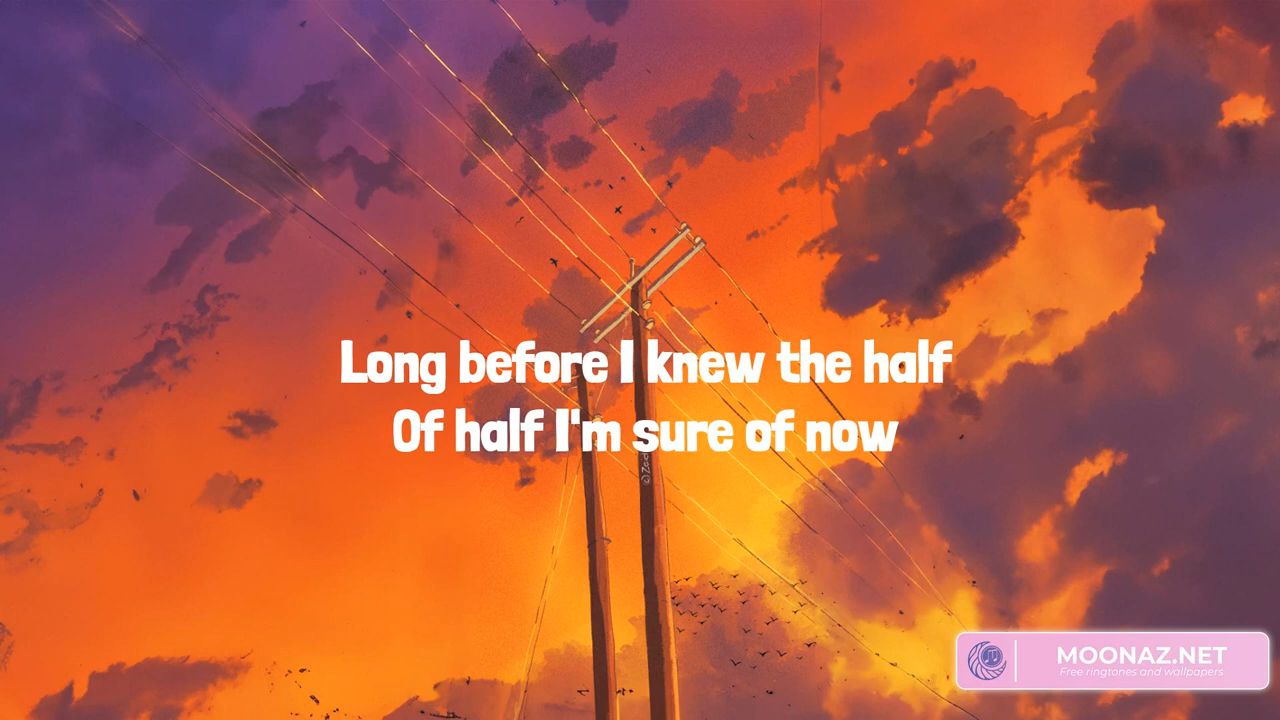 Long before I knew the half
Of half I'm sure of now
MOONAZ.NET
Free ringtones and wallpapers